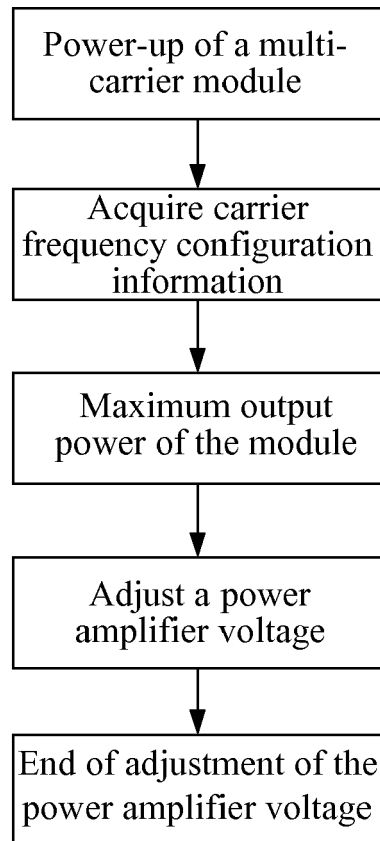 Power-up of a multi-
carrier module
Acquire carrier
frequency configuration
information
Maximum output
power of the module
Adjust a power
amplifier voltage
End of adjustment of the
power amplifier voltage